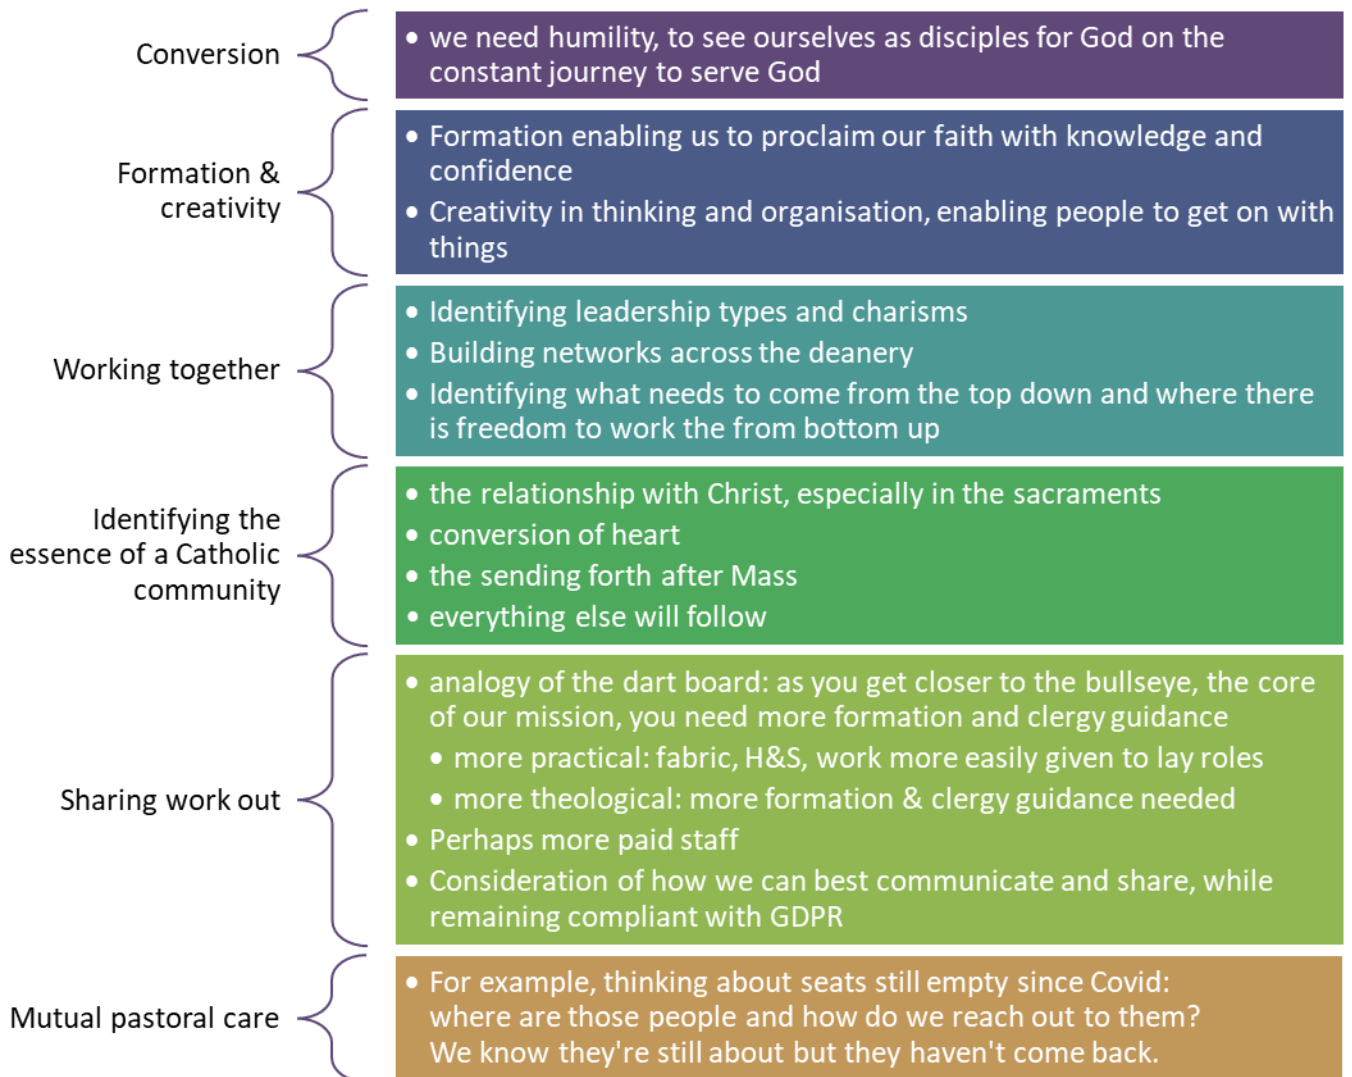 Conversion
• we need humility, to see ourselves as disciples for God on the
constant journey to serve God
Formation &
creativity
• Formation enabling us to proclaim our faith with knowledge and
confidence
• Creativity in thinking and organisation, enabling people to get on with
things
Working together
• Identifying leadership types and charisms
• Building networks across the deanery
• Identifying what needs to come from the top down and where there
is freedom to work the from bottom up
Identifying the
essence of a Catholic
community
• the relationship with Christ, especially in the sacraments
• conversion of heart
• the sending forth after Mass
• everything else will follow
Sharing work out
• analogy of the dart board: as you get closer to the bullseye, the core
of our mission, you need more formation and clergy guidance
• more practical: fabric, H&S, work more easily given to lay roles
• more theological: more formation & clergy guidance needed
• Perhaps more paid staff
• Consideration of how we can best communicate and share, while
remaining compliant with GDPR
Mutual pastoral care
• For example, thinking about seats still empty since Covid:
where are those people and how do we reach out to them?
We know they're still about but they haven't come back.